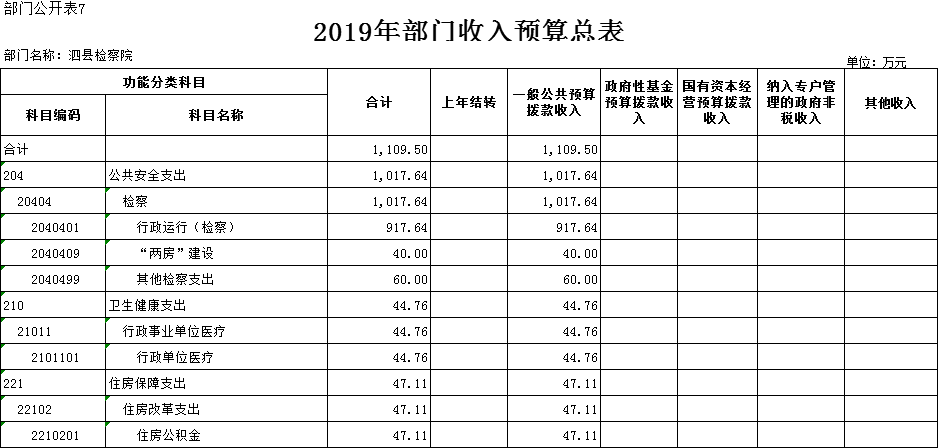 部门公开表7
2019年部门收入预算总表
部门名称：泗县检察院
单位：万元
功能分类科目 合计 上年结转 一般公共预算拨款收入 政府性基金预算拨款收入 国有资本经营预算拨款收入 纳入专户管理的政府非税收入 其他收入
科目编码 科目名称
合计 1,109.50 1,109.50
204 公共安全支出 1,017.64 1,017.64
20404 检察 1,017.64 1,017.64
2040401 行政运行（检察） 917.64 917.64
2040409 “两房”建设 40.00 40.00
2040499 其他检察支出 60.00 60.00
210 卫生健康支出 44.76 44.76
21011 行政事业单位医疗 44.76 44.76
2101101 行政单位医疗 44.76 44.76
221 住房保障支出 47.11 47.11
22102 住房改革支出 47.11 47.11
2210201 住房公积金 47.11 47.11